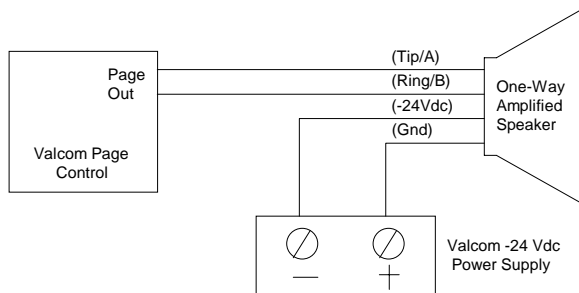 (Tip/A)
Page
Out
(Ring/B)
(-24Vdc)
(Gnd)
One-Way
Amplified
Speaker
Valcom Page
Control
Valcom -24 Vdc
Power Supply